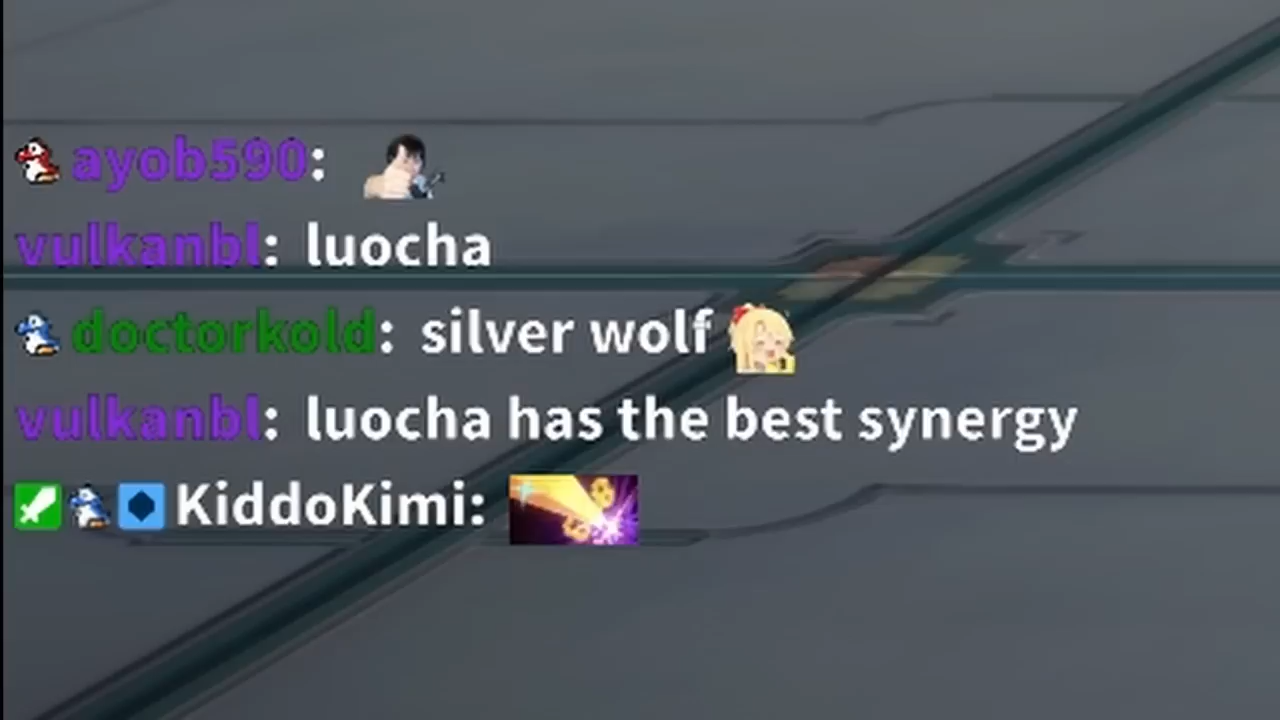 ayob590:
vulkanbl: luocha
doctorkold: silver wolf
vulkanbl: luocha has the best synergy
KiddoKimi: